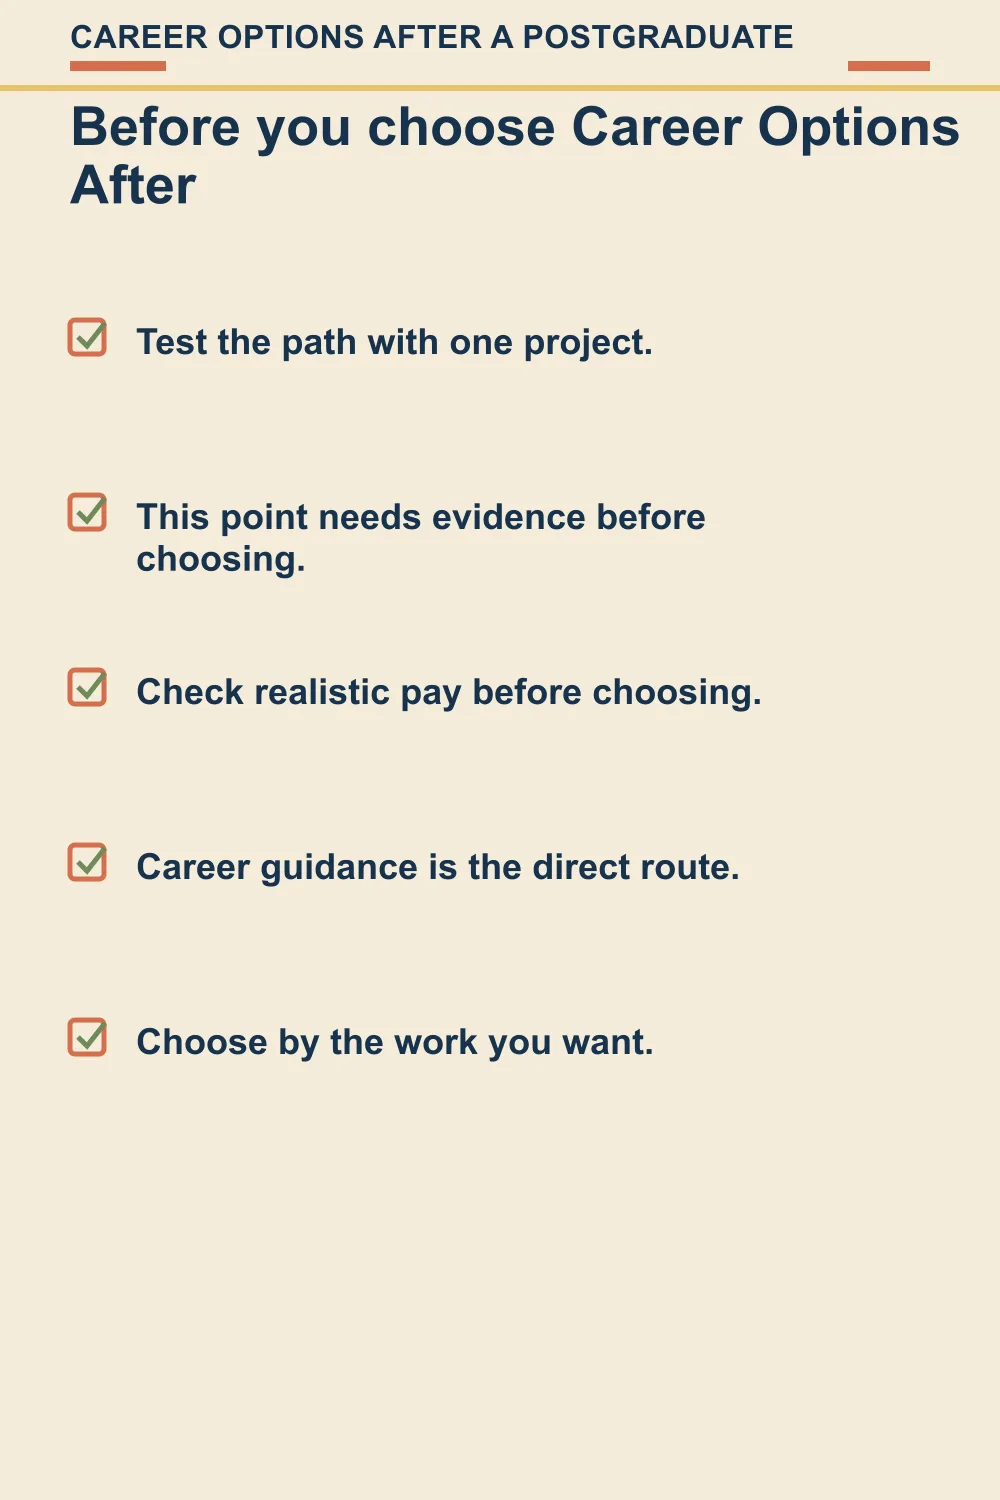 CAREER OPTIONS AFTER A POSTGRADUATE
Before you choose Career Options
After
Test the path with one project.
This point needs evidence before
choosing.
Check realistic pay before choosing.
Career guidance is the direct route.
Choose by the work you want.